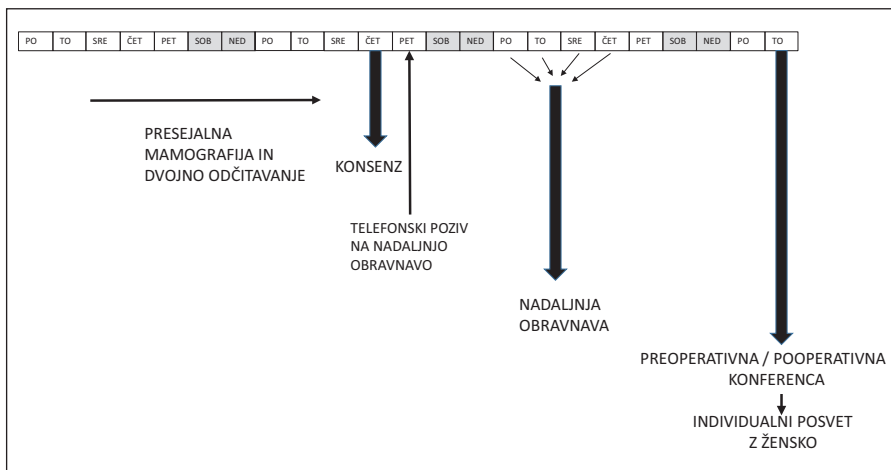 PO TO SRE ČET PET SOB NED PO TO SRE ČET PET SOB NED PO TO SRE ČET PET SOB NED PO TO
PRESEJALNA
MAMOGRAFIJA IN
DVOJNO ODČITAVANJE
KONSENZ
TELEFONSKI POZIV
NA NADALJNJO
OBRAVNAVO
NADALJNJA
OBRAVNAVA
PREOPERATIVNA / POOPERATIVNA
KONFERENCA
INDIVIDUALNI POSVET
Z ŽENSKO